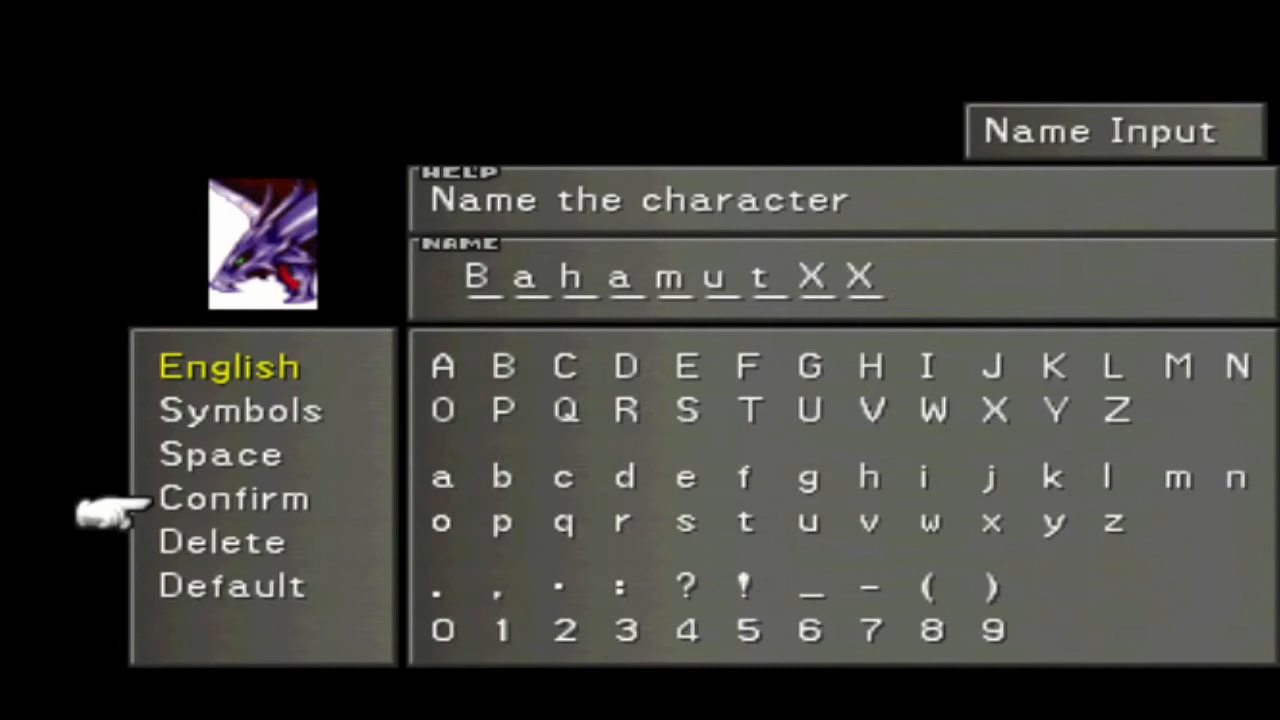 Name Input
HELP
Name the character
NAME
BahamutXX
English
Symbols
Space
Confirm
Delete
Default
A B C D E F G H I J K L M N
O P Q R S T U V W X Y Z
a b c d e f g h i j k l m n
o p q r s t u v w x y z
. , · : ? ! _ - ( )
0 1 2 3 4 5 6 7 8 9